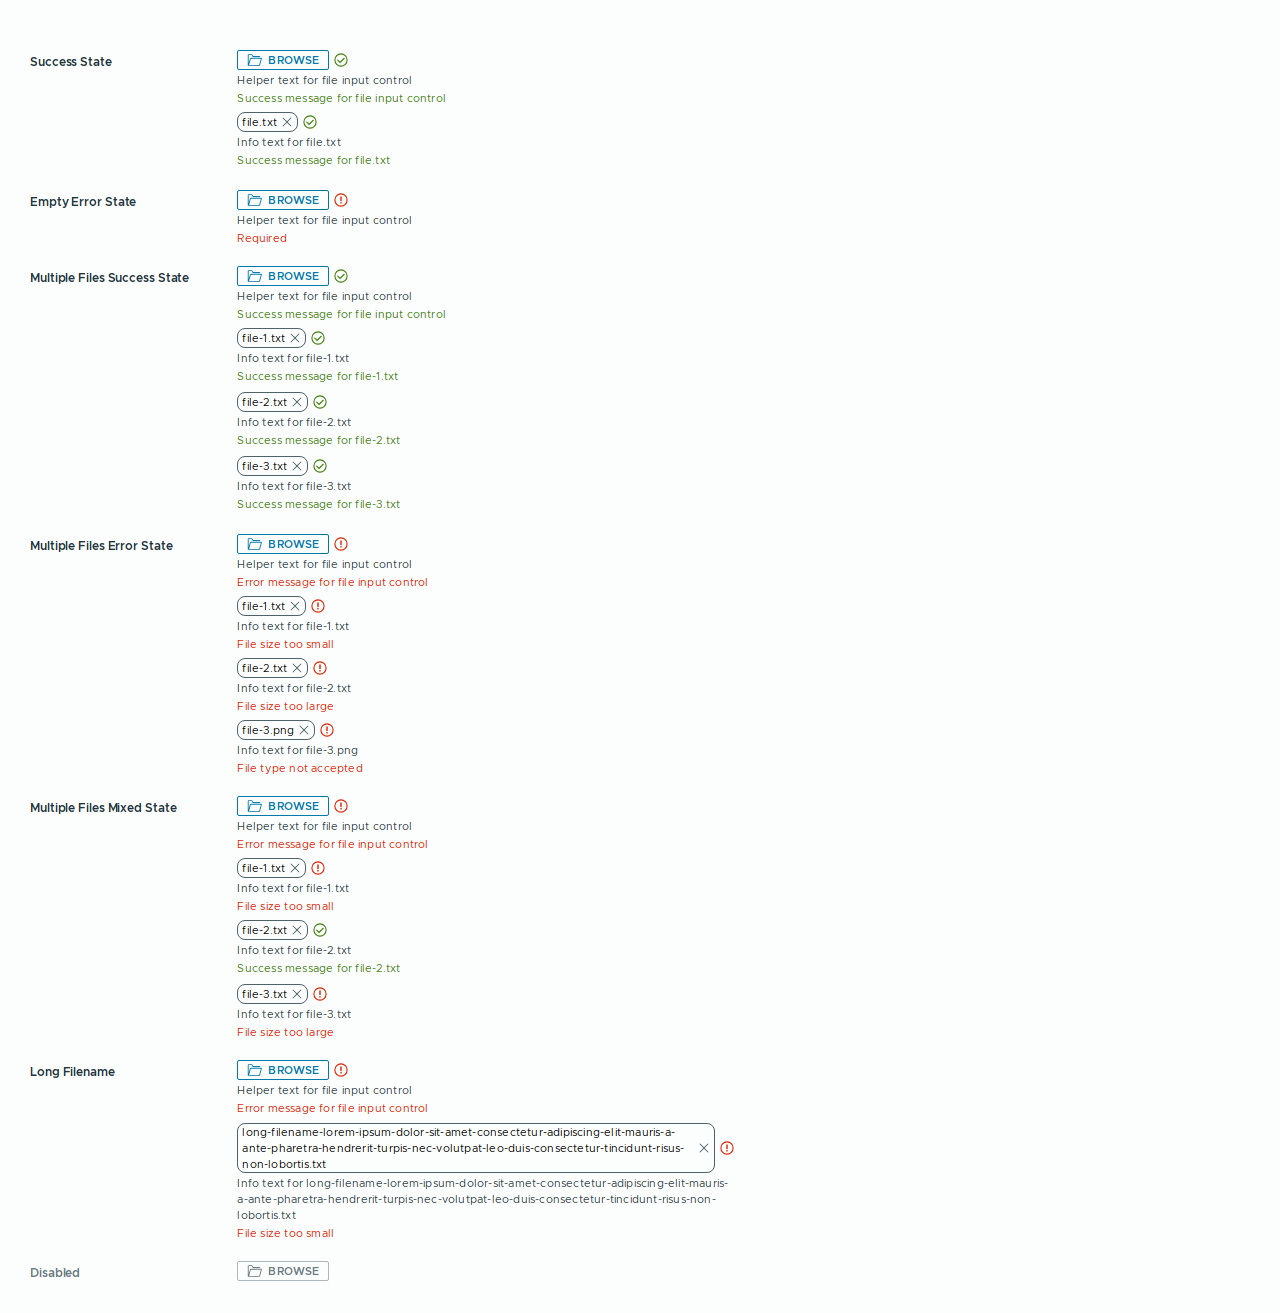 Success State
BROWSE
Helper text for file input control
Success message for file input control
file.txt
Info text for file.txt
Success message for file.txt
Empty Error State
BROWSE
Helper text for file input control
Required
Multiple Files Success State
BROWSE
Helper text for file input control
Success message for file input control
file-1.txt
Info text for file-1.txt
Success message for file-1.txt
file-2.txt
Info text for file-2.txt
Success message for file-2.txt
file-3.txt
Info text for file-3.txt
Success message for file-3.txt
Multiple Files Error State
BROWSE
Helper text for file input control
Error message for file input control
file-1.txt
Info text for file-1.txt
File size too small
file-2.txt
Info text for file-2.txt
File size too large
file-3.png
Info text for file-3.png
File type not accepted
Multiple Files Mixed State
BROWSE
Helper text for file input control
Error message for file input control
file-1.txt
Info text for file-1.txt
File size too small
file-2.txt
Info text for file-2.txt
Success message for file-2.txt
file-3.txt
Info text for file-3.txt
File size too large
Long Filename
BROWSE
Helper text for file input control
Error message for file input control
long-filename-lorem-ipsum-dolor-sit-amet-consectetur-adipiscing-elit-mauris-a-
ante-pharetra-hendrerit-turpis-nec-volutpat-leo-duis-consectetur-tincidunt-risus-
non-lobortis.txt
Info text for long-filename-lorem-ipsum-dolor-sit-amet-consectetur-adipiscing-elit-mauris-
a-ante-pharetra-hendrerit-turpis-nec-volutpat-leo-duis-consectetur-tincidunt-risus-non-
lobortis.txt
File size too small
Disabled
BROWSE